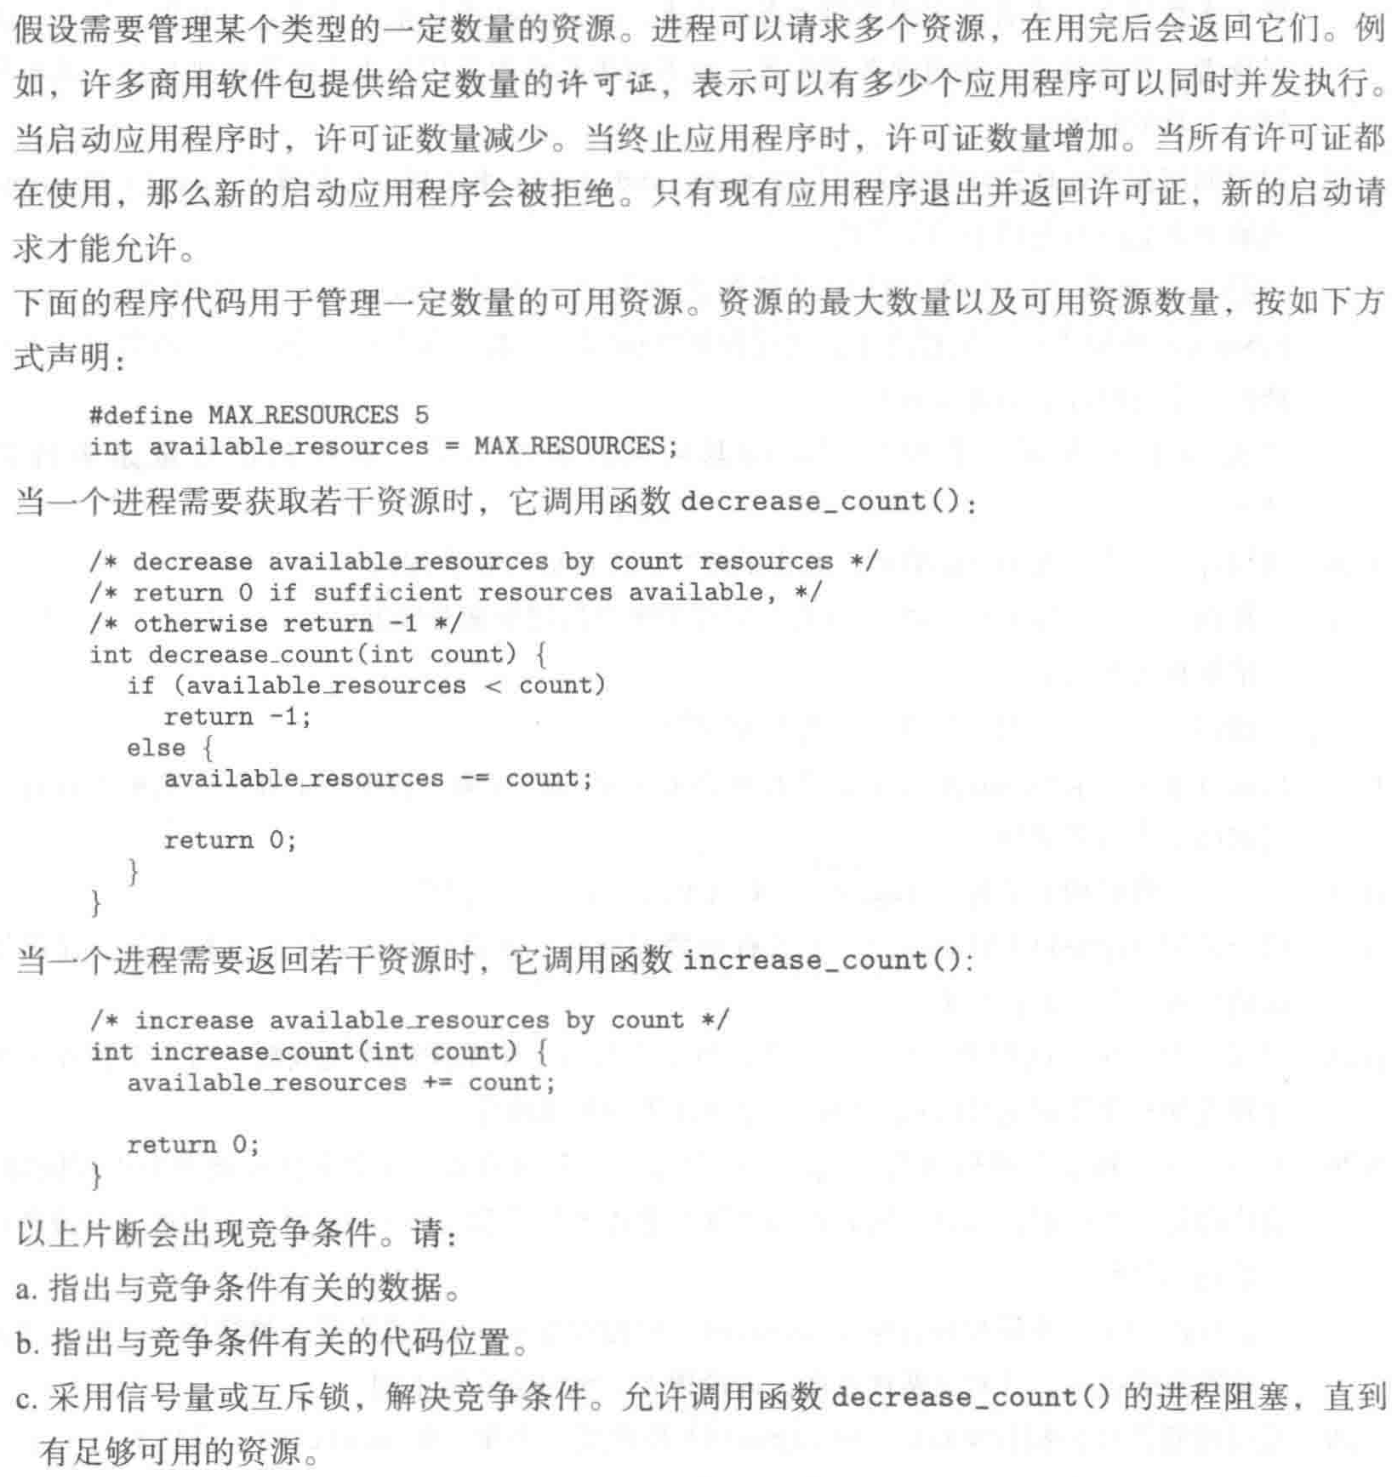 假设需要管理某个类型的一定数量的资源。进程可以请求多个资源，在用完后会返回它们。例
如，许多商用软件包提供给定数量的许可证，表示可以有多少个应用程序可以同时并发执行。
当启动应用程序时，许可证数量减少。当终止应用程序时，许可证数量增加。当所有许可证都
在使用，那么新的启动应用程序会被拒绝。只有现有应用程序退出并返回许可证，新的启动请
求才能允许。
下面的程序代码用于管理一定数量的可用资源。资源的最大数量以及可用资源数量，按如下方
式声明：
#define MAX_RESOURCES 5
int available_resources = MAX_RESOURCES;
当一个进程需要获取若干资源时，它调用函数 decrease_count()：
/* decrease available_resources by count resources */
/* return 0 if sufficient resources available, */
/* otherwise return -1 */
int decrease_count(int count) {
if (available_resources < count)
return -1;
else {
available_resources -= count;
return 0;
}
}
当一个进程需要返回若干资源时，它调用函数 increase_count():
/* increase available_resources by count */
int increase_count(int count) {
available_resources += count;
return 0;
}
以上片断会出现竞争条件。请：
a. 指出与竞争条件有关的数据。
b. 指出与竞争条件有关的代码位置。
c. 采用信号量或互斥锁，解决竞争条件。允许调用函数 decrease_count() 的进程阻塞，直到
有足够可用的资源。